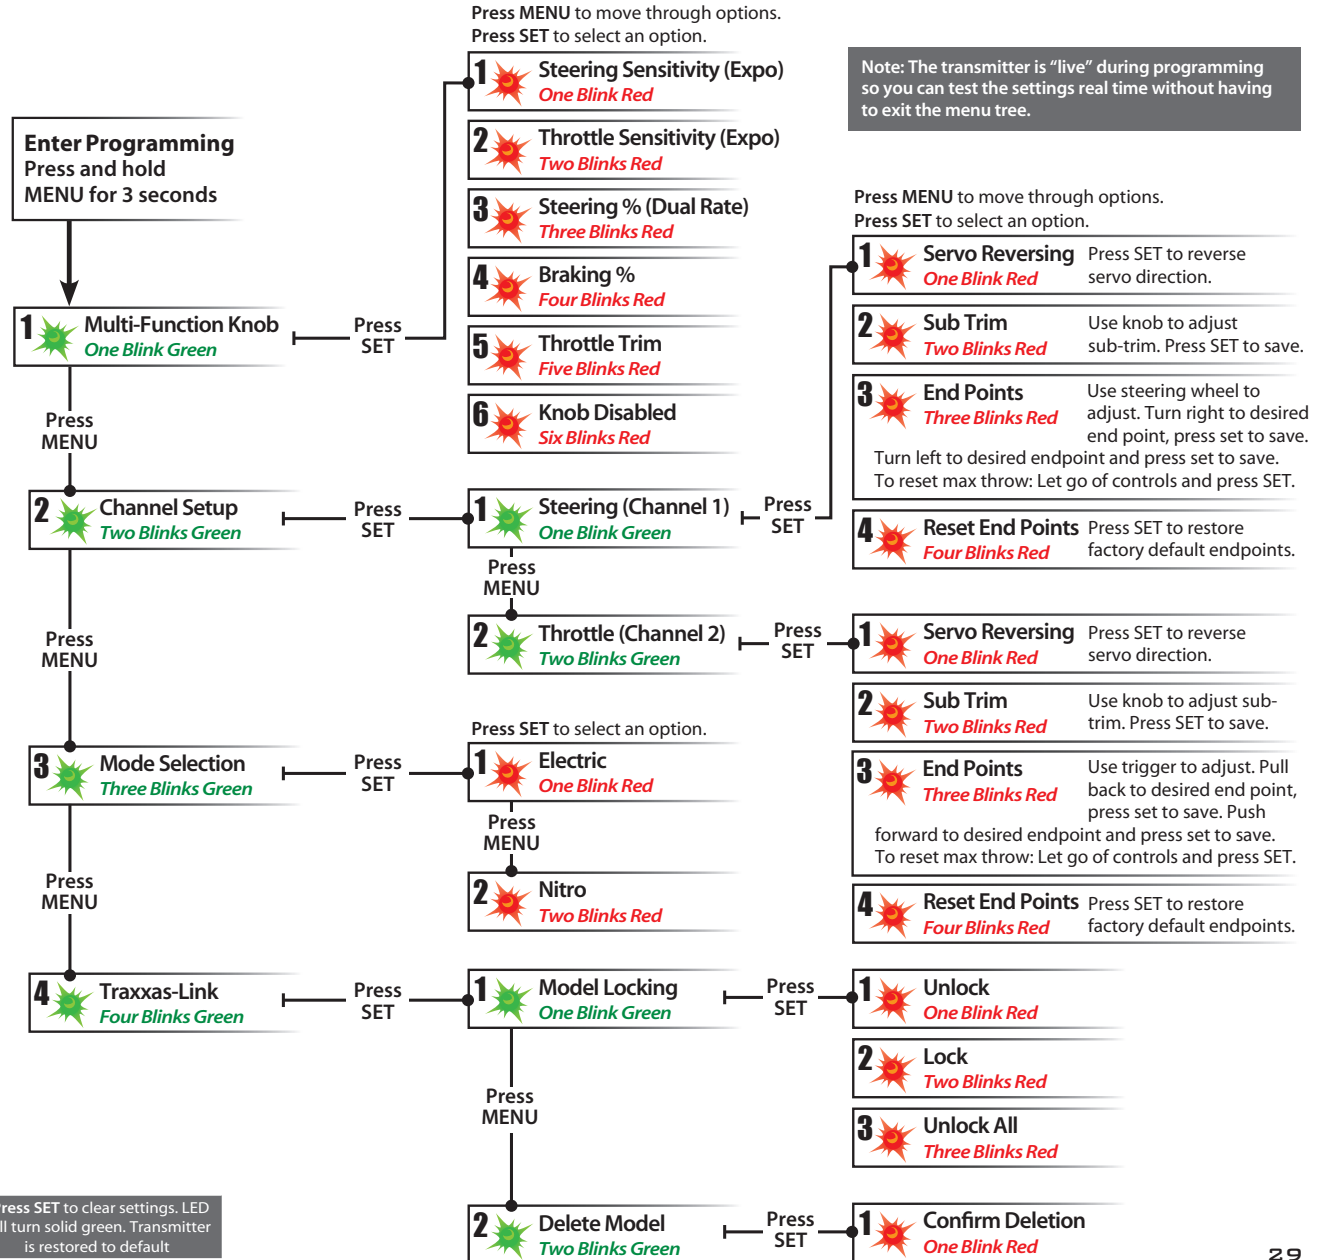 Press MENU to move through options.
Press SET to select an option.
1 Steering Sensitivity (Expo)
One Blink Red
2 Throttle Sensitivity (Expo)
Two Blinks Red
3 Steering % (Dual Rate)
Three Blinks Red
4 Braking %
Four Blinks Red
5 Throttle Trim
Five Blinks Red
6 Knob Disabled
Six Blinks Red
Note: The transmitter is “live” during programming
so you can test the settings real time without having
to exit the menu tree.
Enter Programming
Press and hold
MENU for 3 seconds
1 Multi-Function Knob
One Blink Green
Press
SET
Press
MENU
2 Channel Setup
Two Blinks Green
Press
SET
1 Steering (Channel 1)
One Blink Green
Press
SET
Press MENU to move through options.
Press SET to select an option.
1 Servo Reversing
One Blink Red
Press SET to reverse
servo direction.
2 Sub Trim
Two Blinks Red
Use knob to adjust
sub-trim. Press SET to save.
3 End Points
Three Blinks Red
Use steering wheel to
adjust. Turn right to desired
end point, press set to save.
Turn left to desired endpoint and press set to save.
To reset max throw: Let go of controls and press SET.
4 Reset End Points
Four Blinks Red
Press SET to restore
factory default endpoints.
Press
MENU
2 Throttle (Channel 2)
Two Blinks Green
Press
SET
1 Servo Reversing
One Blink Red
Press SET to reverse
servo direction.
2 Sub Trim
Two Blinks Red
Use knob to adjust sub-
trim. Press SET to save.
3 End Points
Three Blinks Red
Use trigger to adjust. Pull
back to desired end point,
press set to save. Push
forward to desired endpoint and press set to save.
To reset max throw: Let go of controls and press SET.
4 Reset End Points
Four Blinks Red
Press SET to restore
factory default endpoints.
Press
MENU
3 Mode Selection
Three Blinks Green
Press
SET
Press SET to select an option.
1 Electric
One Blink Red
Press
MENU
2 Nitro
Two Blinks Red
Press
MENU
4 Traxxas-Link
Four Blinks Green
Press
SET
1 Model Locking
One Blink Green
Press
SET
1 Unlock
One Blink Red
2 Lock
Two Blinks Red
3 Unlock All
Three Blinks Red
Press
MENU
2 Delete Model
Two Blinks Green
Press
SET
1 Confirm Deletion
One Blink Red
Press SET to clear settings. LED
ll turn solid green. Transmitter
is restored to default
29